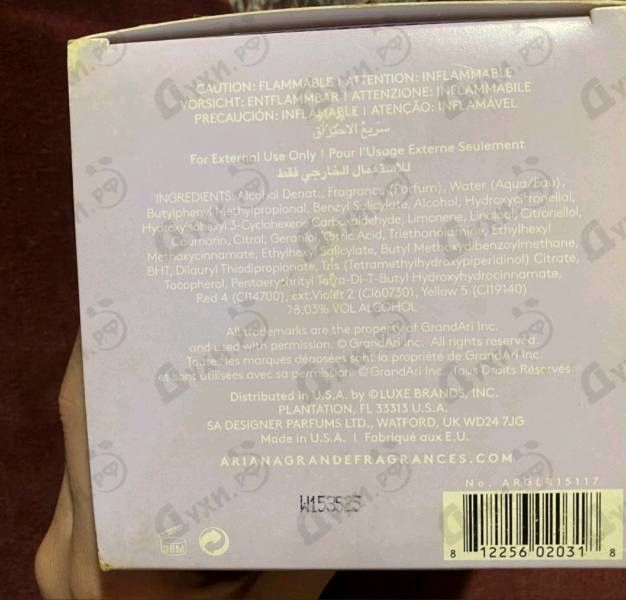 CAUTION: FLAMMABLE | ATTENTION: INFLAMMABLE
VORSICHT: ENTFLAMMBAR | ATTENZIONE: INFIAMMABILE
PRECAUCIÓN: INFLAMABLE | ATENÇÃO: INFLAMÁVEL
سريع الاحتراق
For External Use Only | Pour l'Usage Externe Seulement
للاستعمال الخارجي فقط
INGREDIENTS: Alcohol Denat., Fragrance (Parfum), Water (Aqua/Eau),
Butylphenyl Methylpropional, Benzyl Salicylate, Alcohol, Hydroxycitronellal,
Hydroxyisohexyl 3-Cyclohexene Carboxaldehyde, Limonene, Linalool, Citronellol,
Coumarin, Citral, Geraniol, Citric Acid, Triethanolamine, Ethylhexyl
Methoxycinnamate, Ethylhexyl Salicylate, Butyl Methoxydibenzoylmethane,
BHT, Dilauryl Thiodipropionate, Tris (Tetramethylhydroxypiperidinol) Citrate,
Tocopherol, Pentaerythrityl Tetra-Di-T-Butyl Hydroxyhydrocinnamate,
Red 4 (CI14700), ext.Violet 2 (CI60730), Yellow 5 (CI19140)
78.03% VOL ALCOHOL
All trademarks are the property of GrandAri Inc.
and used with permission. ©GrandAri Inc. All rights reserved.
Toutes les marques déposées sont la propriété de GrandAri Inc.
et sont utilisées avec sa permission. ©GrandAri Inc. Tous Droits Réservés
Distributed in U.S.A. by ©LUXE BRANDS, INC.
PLANTATION, FL 33313 U.S.A.
SA DESIGNER PARFUMS LTD., WATFORD, UK WD24 7JG
Made in U.S.A. | Fabriqué aux E.U.
ARIANAGRANDEFRAGRANCES.COM
No. ARGLR15117
W153525
36M
8 12256 02031 8
Духи.РФ